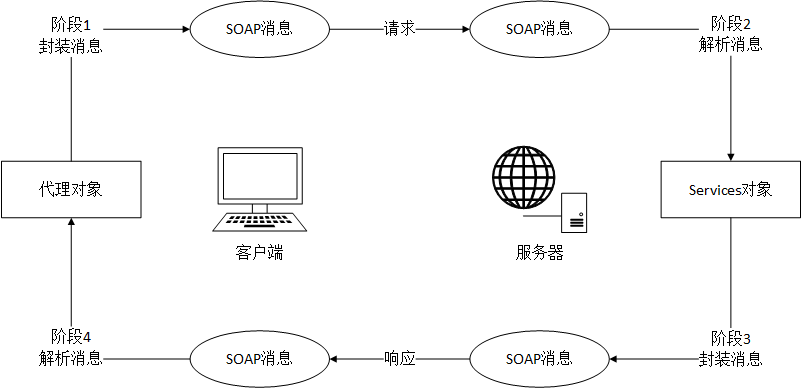 阶段1
封装消息
SOAP消息
请求
SOAP消息
阶段2
解析消息
代理对象
客户端
服务器
Services对象
阶段4
解析消息
SOAP消息
响应
SOAP消息
阶段3
封装消息